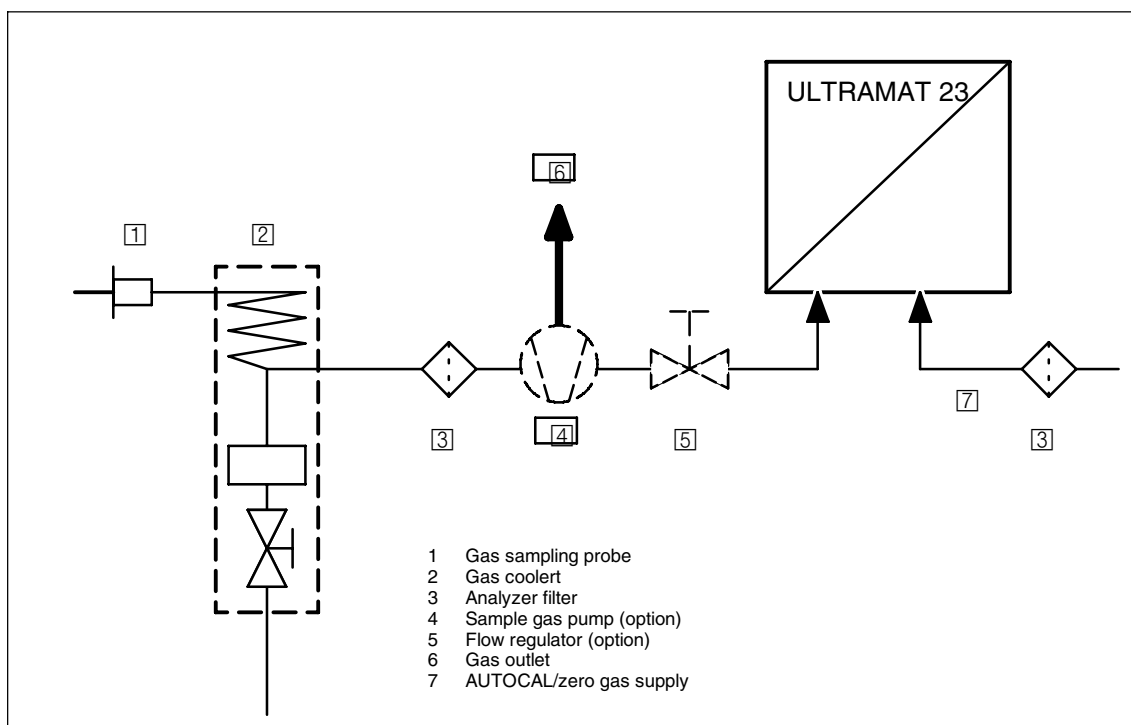 ULTRAMAT 23
6
1
2
3
4
5
7
3
1 Gas sampling probe
2 Gas coolert
3 Analyzer filter
4 Sample gas pump (option)
5 Flow regulator (option)
6 Gas outlet
7 AUTOCAL/zero gas supply